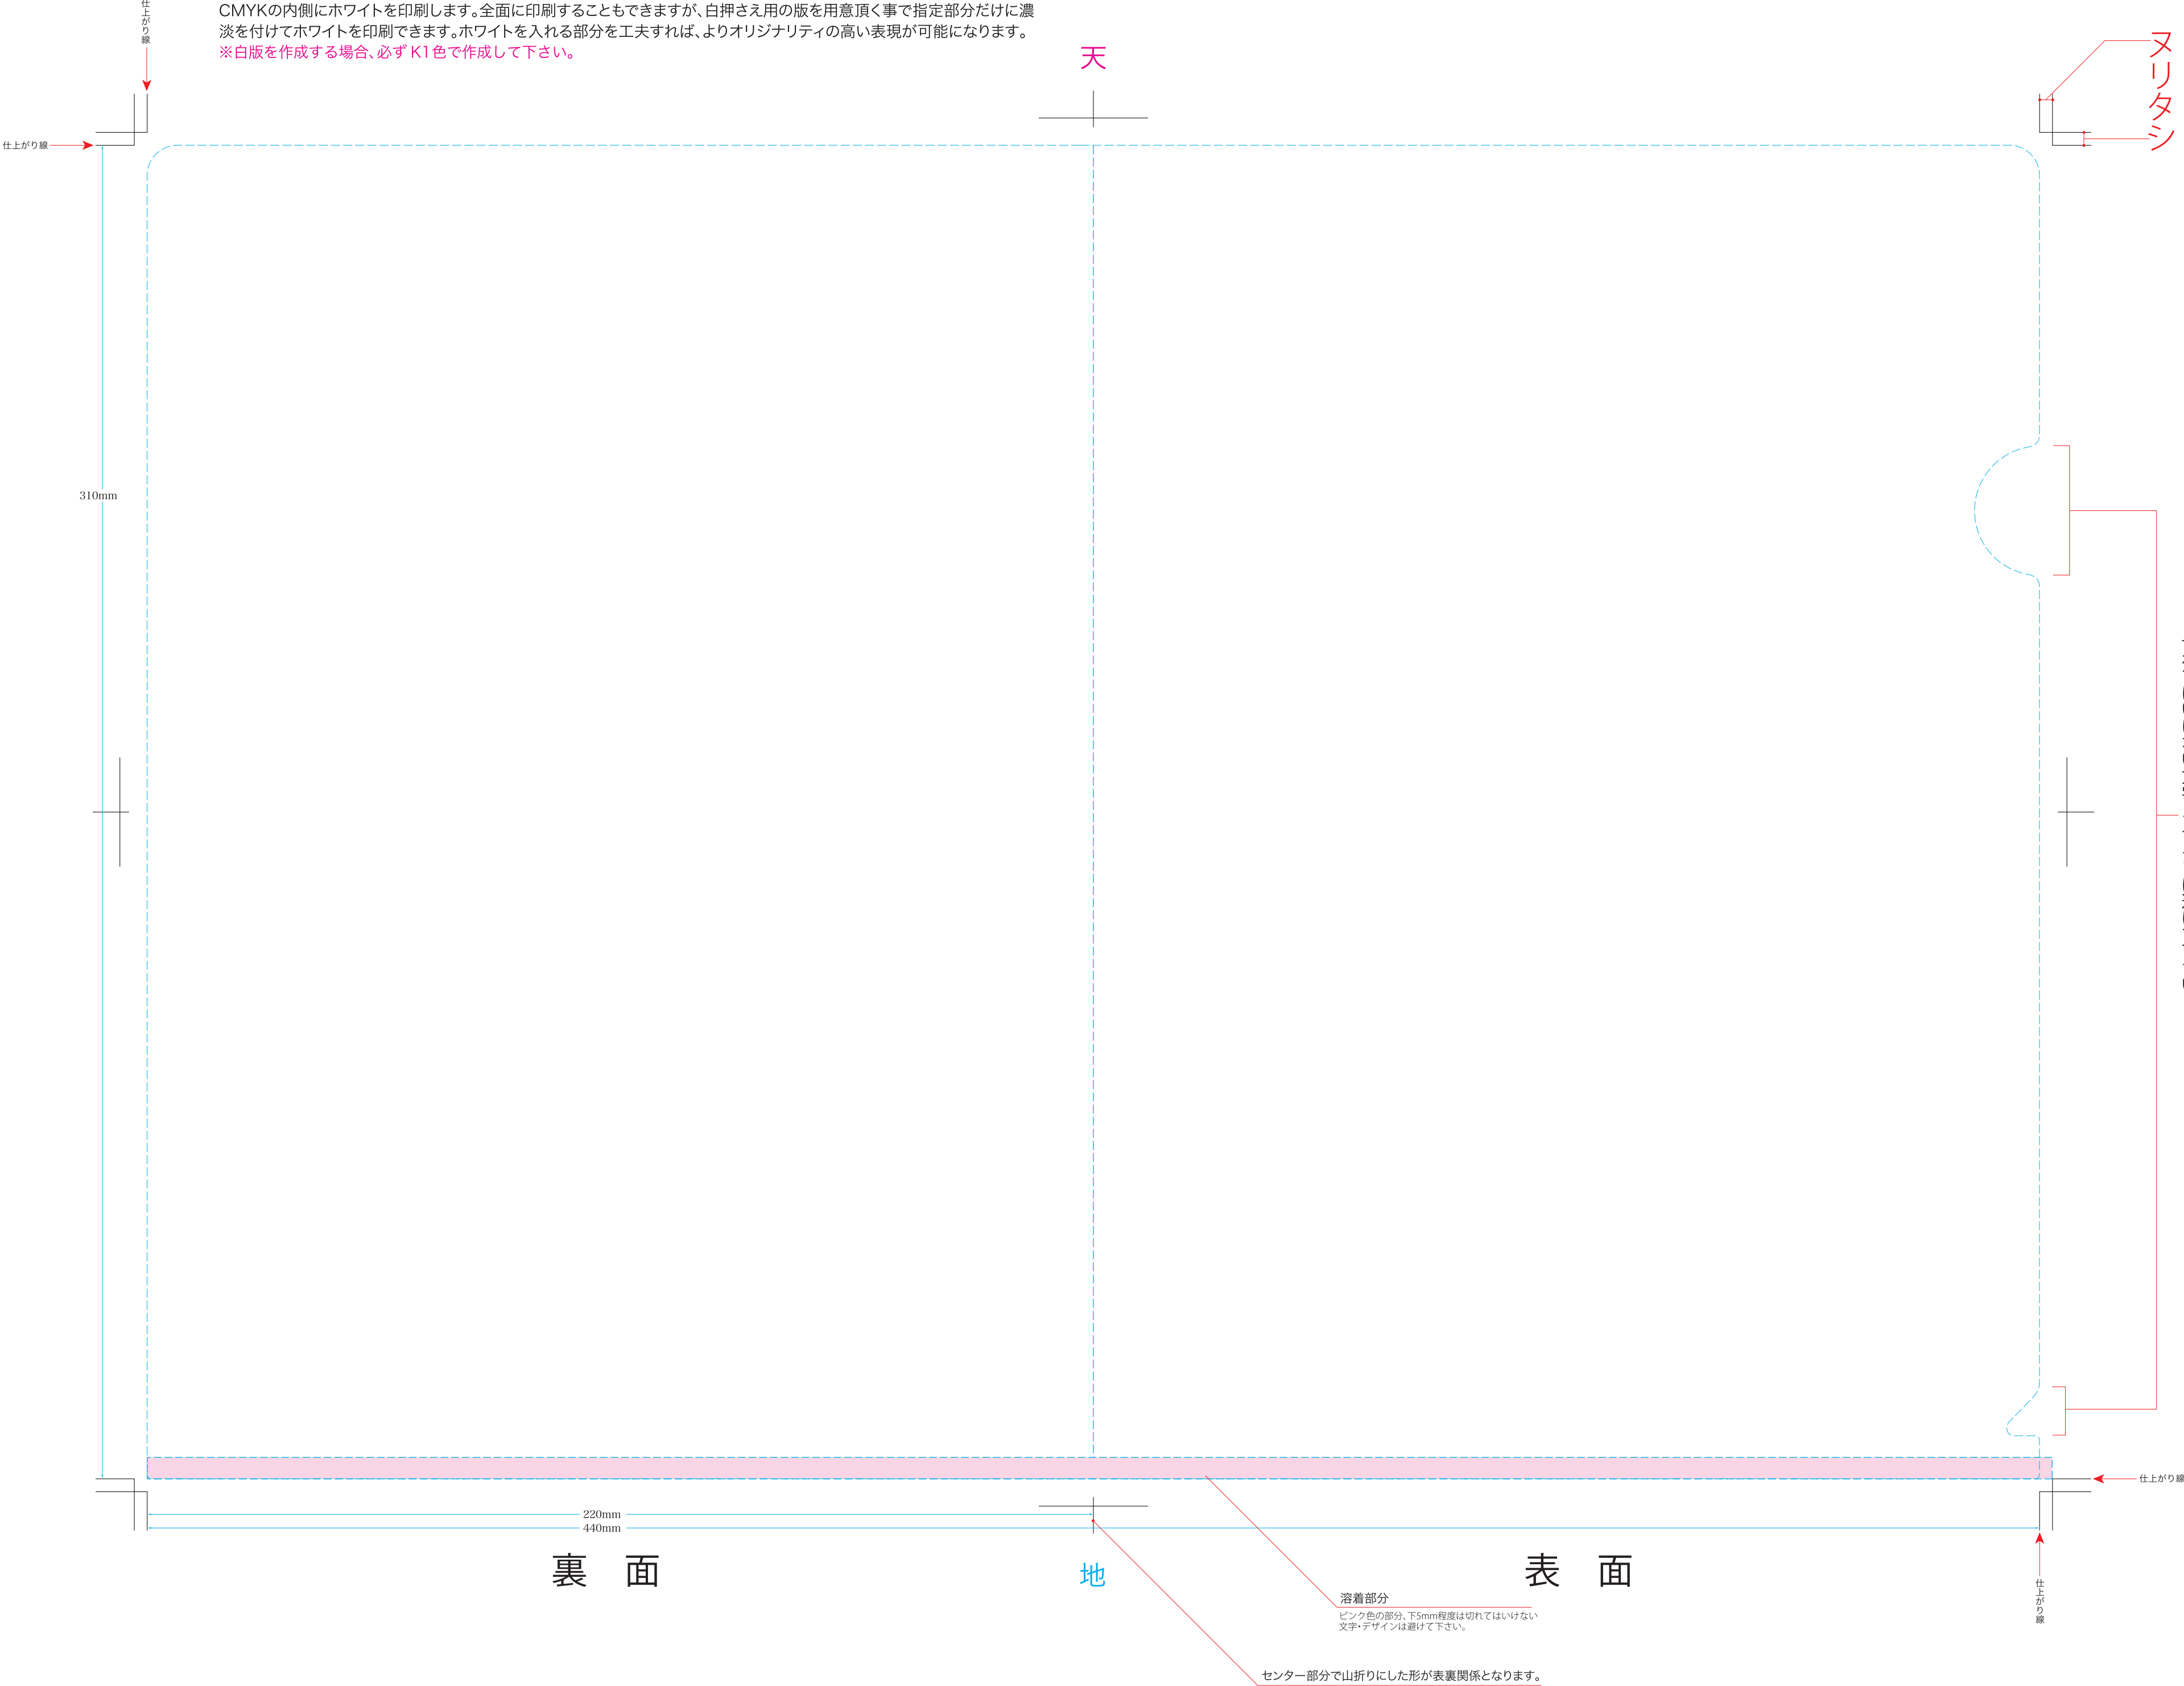 仕上がり線
CMYKの内側にホワイトを印刷します。全面に印刷することもできますが、白押さえ用の版を用意頂く事で指定部分だけに濃
淡を付けてホワイトを印刷できます。ホワイトを入れる部分を工夫すれば、よりオリジナリティの高い表現が可能になります。
※白版を作成する場合、必ずK1色で作成して下さい。
天
ヌリタシ
仕上がり線
310mm
仕上がり線
220mm
440mm
裏 面
地
表 面
仕上がり線
溶着部分
ピンク色の部分、下5mm程度は切れてはいけない
文字・デザインは避けて下さい。
センター部分で山折りにした形が表裏関係となります。